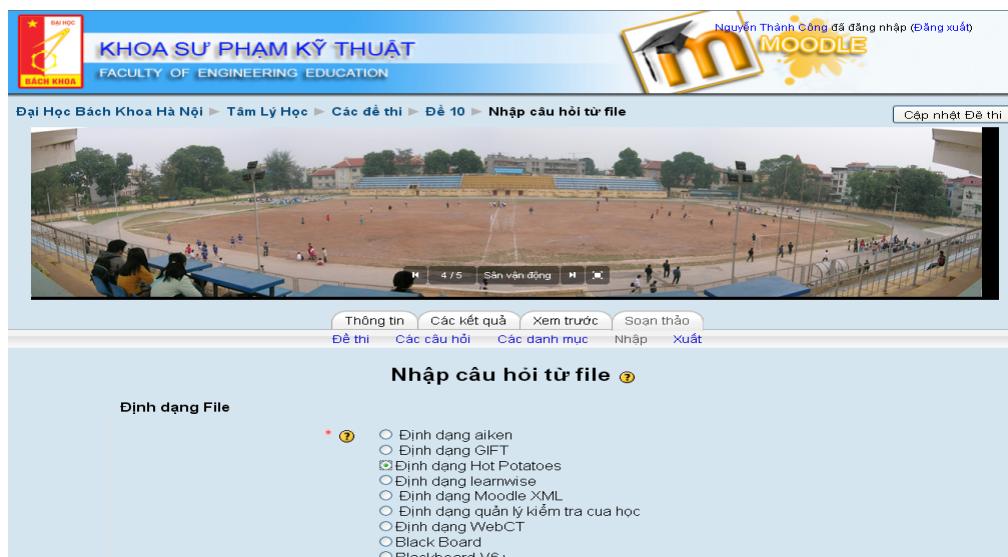 ĐẠI HỌC
BÁCH KHOA
KHOA SƯ PHẠM KỸ THUẬT
FACULTY OF ENGINEERING EDUCATION
Nguyễn Thành Công đã đăng nhập (Đăng xuất)
m MOODLE
Đại Học Bách Khoa Hà Nội ► Tâm Lý Học ► Các đề thi ► Đề 10 ► Nhập câu hỏi từ file
Cập nhật Đề thi
4 / 5 Sân vận động
Thông tin Các kết quả Xem trước Soạn thảo
Đề thi Các câu hỏi Các danh mục Nhập Xuất
Nhập câu hỏi từ file ?
Định dạng File
* ? Định dạng aiken
Định dạng GIFT
Định dạng Hot Potatoes
Định dạng learnwise
Định dạng Moodle XML
Định dạng quản lý kiểm tra cua học
Định dạng WebCT
Black Board
Blackboard V6+